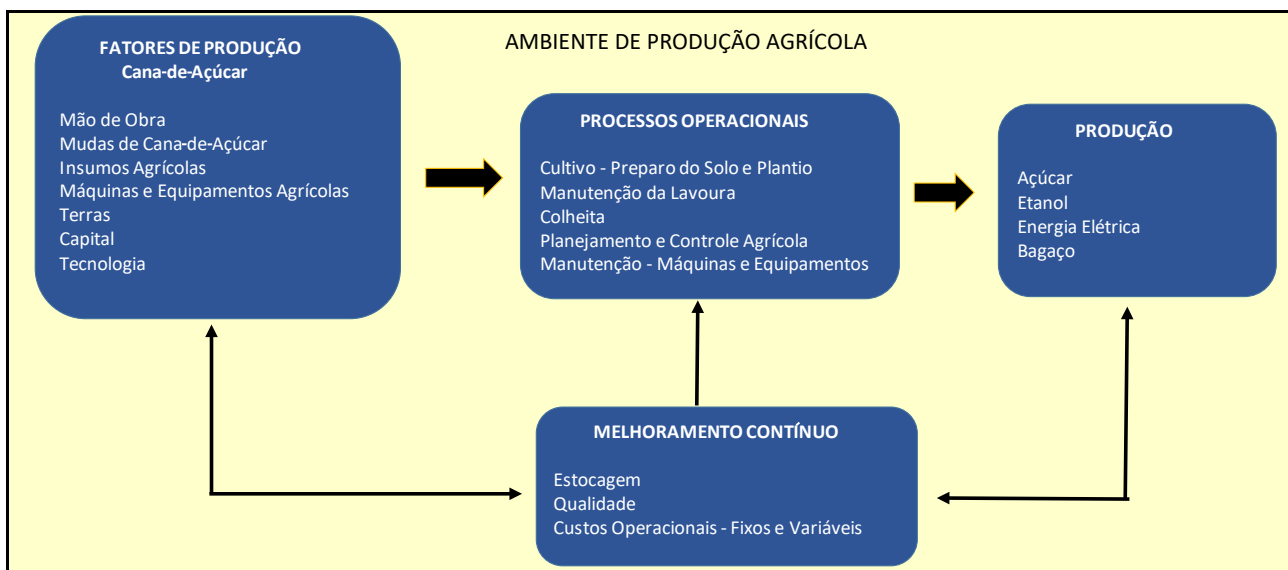 AMBIENTE DE PRODUÇÃO AGRÍCOLA
FATORES DE PRODUÇÃO
Cana-de-Açúcar
Mão de Obra
Mudas de Cana-de-Açúcar
Insumos Agrícolas
Máquinas e Equipamentos Agrícolas
Terras
Capital
Tecnologia
PROCESSOS OPERACIONAIS
Cultivo - Preparo do Solo e Plantio
Manutenção da Lavoura
Colheita
Planejamento e Controle Agrícola
Manutenção - Máquinas e Equipamentos
PRODUÇÃO
Açúcar
Etanol
Energia Elétrica
Bagaço
MELHORAMENTO CONTÍNUO
Estocagem
Qualidade
Custos Operacionais - Fixos e Variáveis